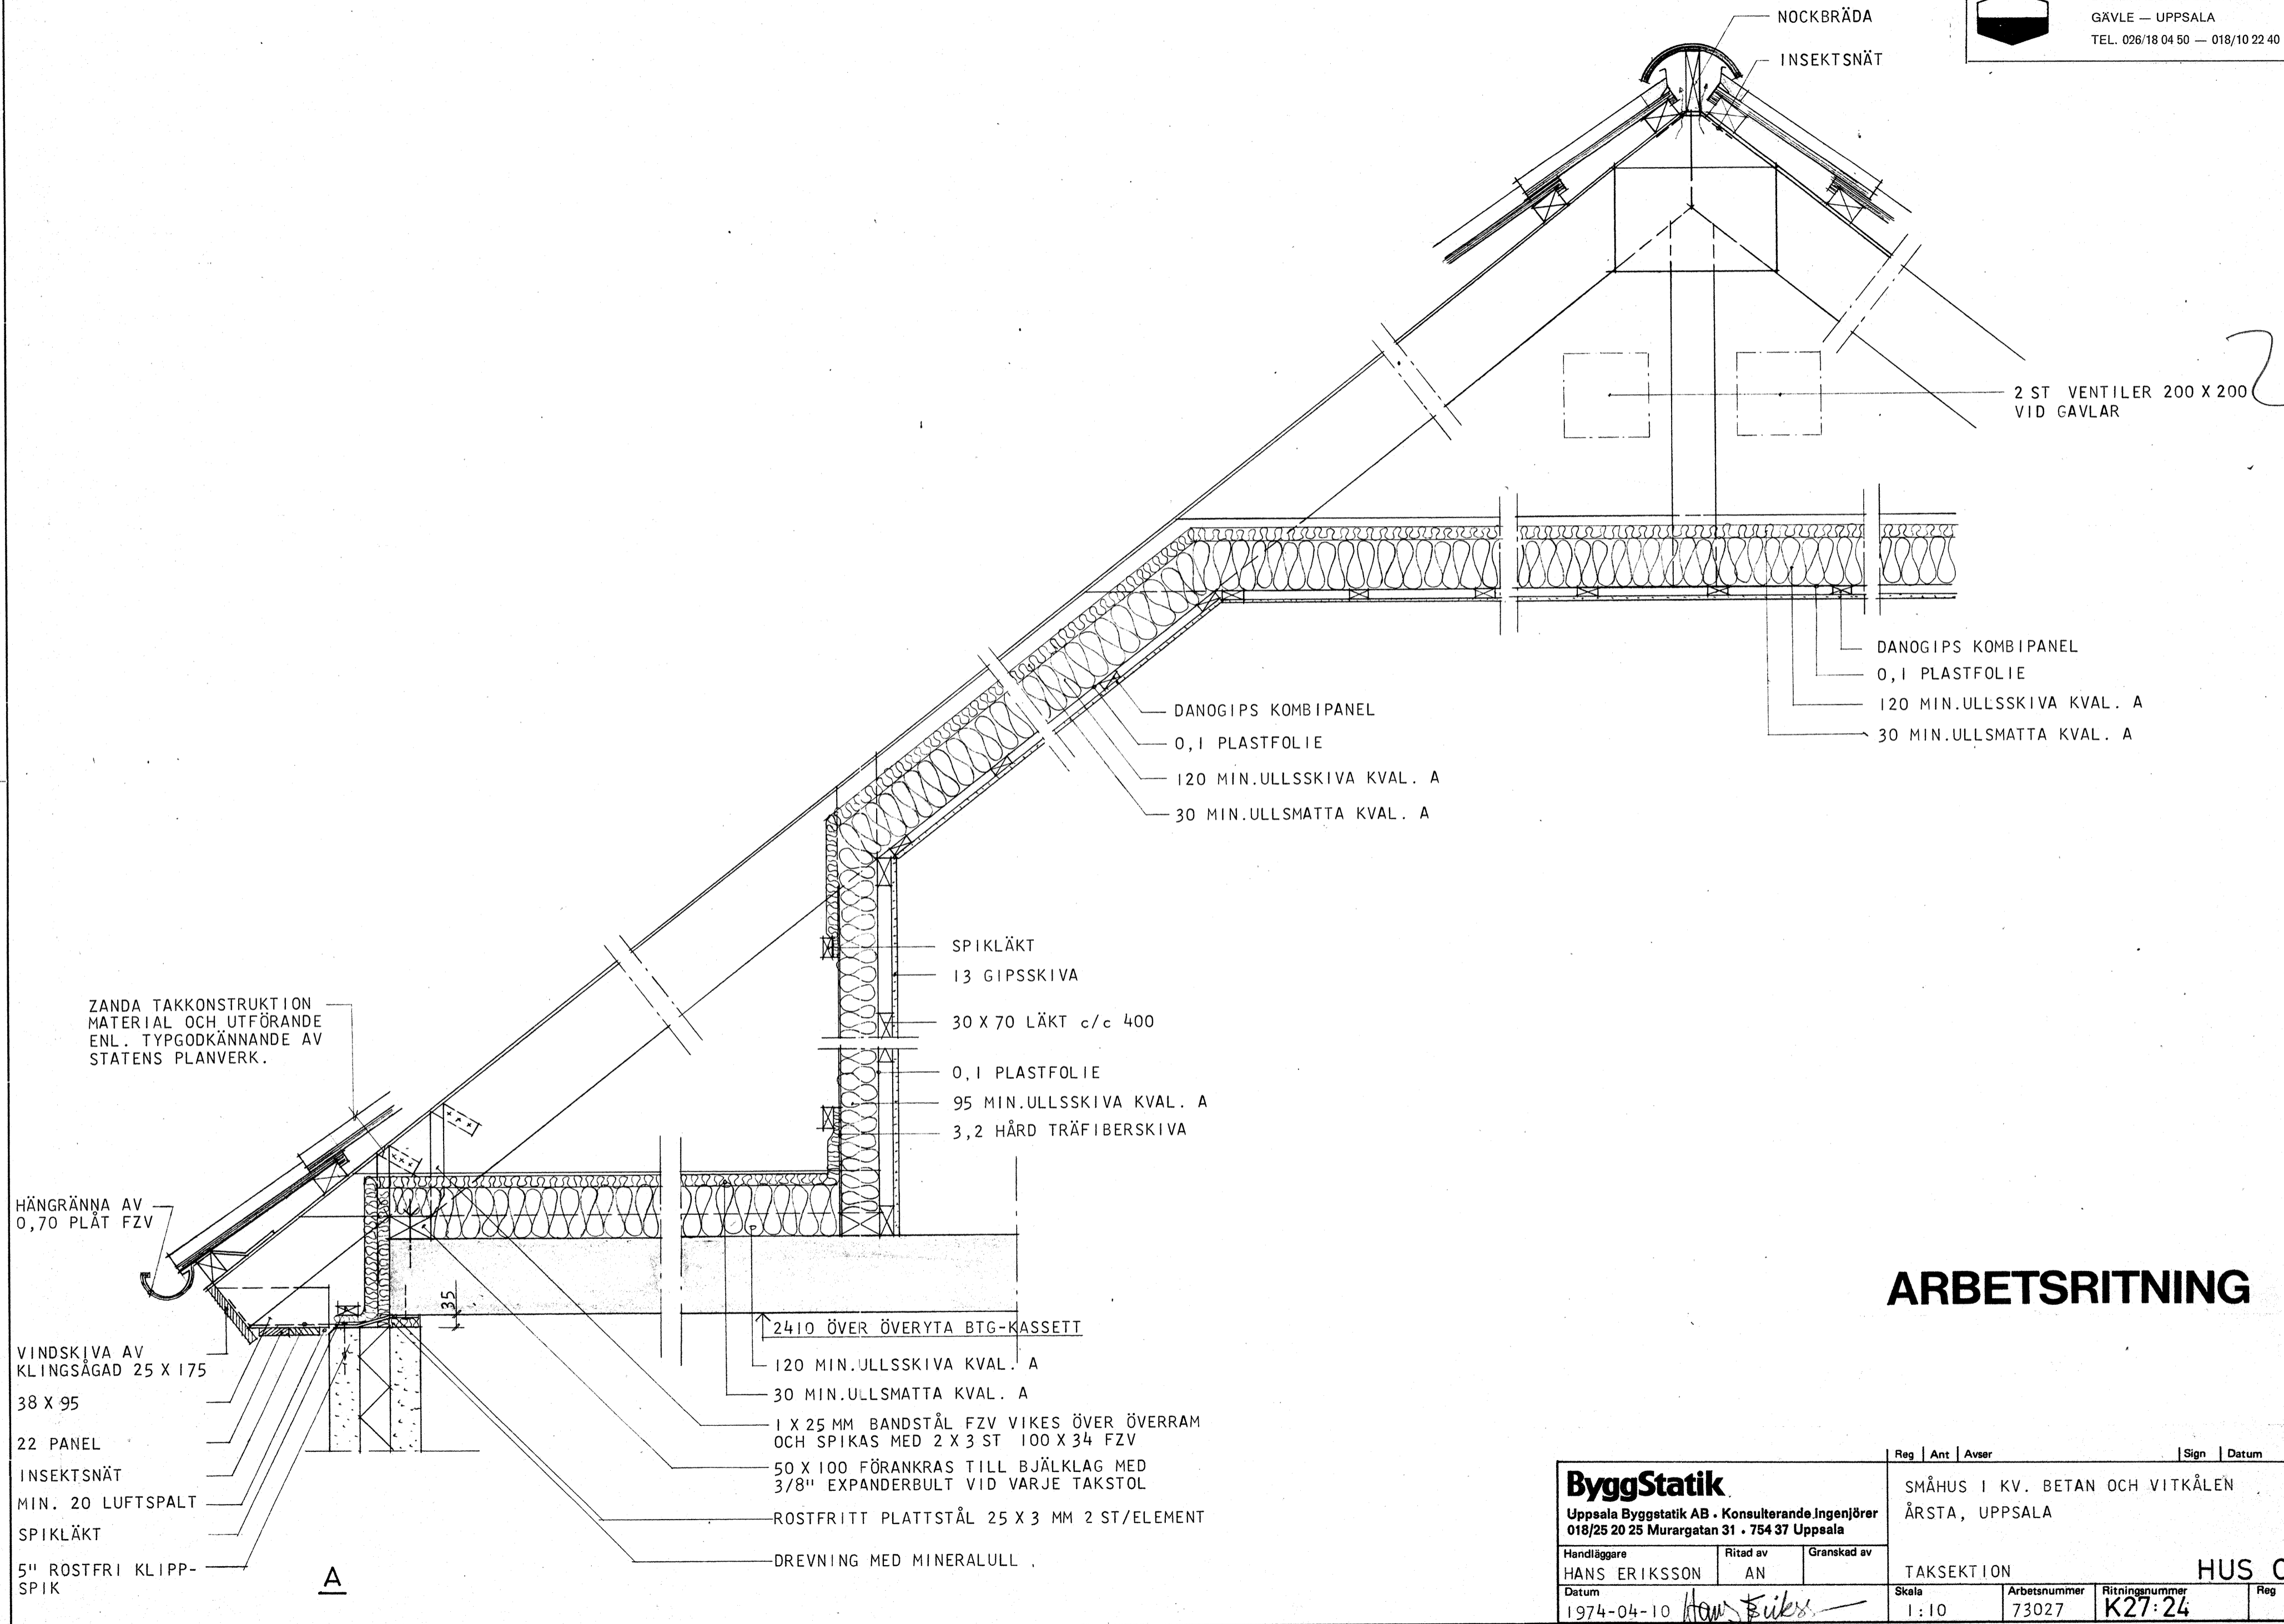 NOCKBRÄDA
INSEKTSNÄT
GÄVLE — UPPSALA
TEL. 026/18 04 50 — 018/10 22 40
2 ST VENTILER 200 X 200
VID GAVLAR
DANOGIPS KOMBIPANEL
0,1 PLASTFOLIE
120 MIN.ULLSSKIVA KVAL. A
30 MIN.ULLSMATTA KVAL. A
DANOGIPS KOMBIPANEL
0,1 PLASTFOLIE
120 MIN.ULLSSKIVA KVAL. A
30 MIN.ULLSMATTA KVAL. A
SPIKLÄKT
13 GIPSSKIVA
30 X 70 LÄKT c/c 400
0,1 PLASTFOLIE
95 MIN.ULLSSKIVA KVAL. A
3,2 HÅRD TRÄFIBERSKIVA
ZANDA TAKKONSTRUKTION
MATERIAL OCH UTFÖRANDE
ENL. TYPGODKÄNNANDE AV
STATENS PLANVERK.
HÄNGRÄNNA AV
0,70 PLÅT FZV
VINDSKIVA AV
KLINGSÅGAD 25 X 175
38 X 95
22 PANEL
INSEKTSNÄT
MIN. 20 LUFTSPALT
SPIKLÄKT
5" ROSTFRI KLIPP-
SPIK
A
35
2410 ÖVER ÖVERYTA BTG-KASSETT
120 MIN.ULLSSKIVA KVAL. A
30 MIN.ULLSMATTA KVAL. A
1 X 25 MM BANDSTÅL FZV VIKES ÖVER ÖVERRAM
OCH SPIKAS MED 2 X 3 ST 100 X 34 FZV
50 X 100 FÖRANKRAS TILL BJÄLKLAG MED
3/8" EXPANDERBULT VID VARJE TAKSTOL
ROSTFRITT PLATTSTÅL 25 X 3 MM 2 ST/ELEMENT
DREVNING MED MINERALULL
ARBETSRITNING
Reg Ant Avser Sign Datum
ByggStatik
Uppsala Byggstatik AB • Konsulterande Ingenjörer
018/25 20 25 Murargatan 31 • 754 37 Uppsala
Handläggare Ritad av Granskad av
HANS ERIKSSON AN
Datum
1974-04-10 Hans Eriks
SMÅHUS I KV. BETAN OCH VITKÅLEN
ÅRSTA, UPPSALA
TAKSEKTION HUS
Skala Arbetsnummer Ritningsnummer Reg
1:10 73027 K27:24